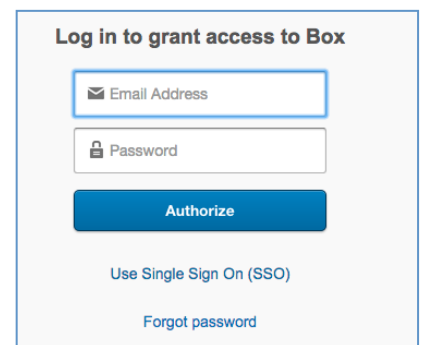 Log in to grant access to Box
Email Address
Password
Authorize
Use Single Sign On (SSO)
Forgot password